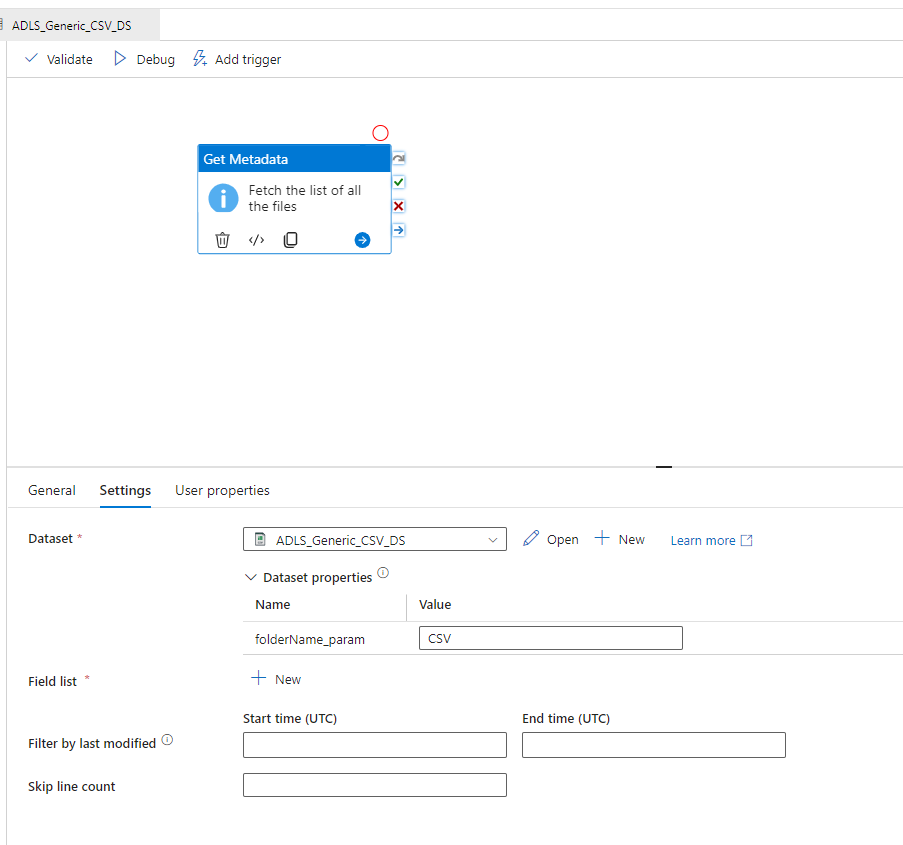 ADLS_Generic_CSV_DS
Validate Debug Add trigger
Get Metadata
Fetch the list of all
the files
General Settings User properties
Dataset * ADLS_Generic_CSV_DS Open New Learn more
Dataset properties
Name Value
folderName_param CSV
Field list * New
Start time (UTC) End time (UTC)
Filter by last modified
Skip line count